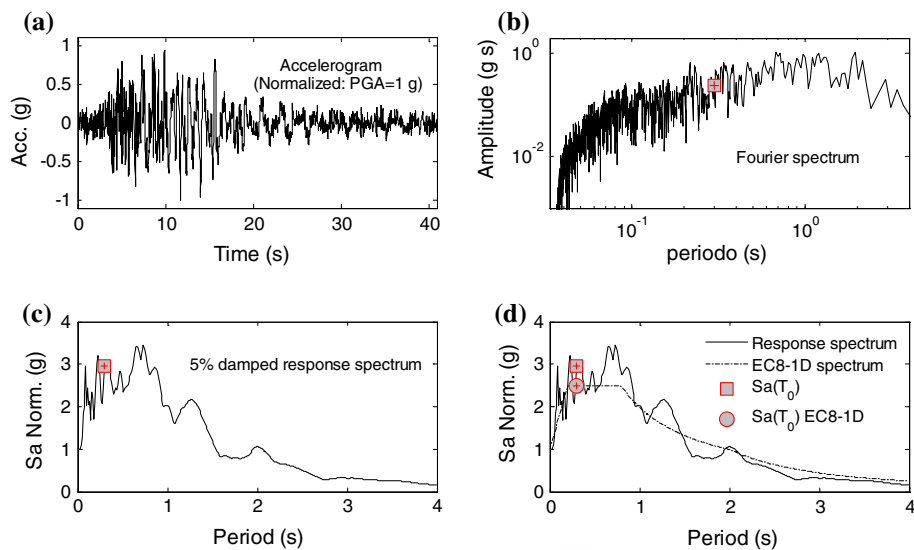 (a)
1
0.5
0
-0.5
-1
Acc. (g)
Accelerogram
(Normalized: PGA=1 g)
0 10 20 30 40
Time (s)
(b)
10^0
10^-2
Amplitude (g s)
Fourier spectrum
10^-1 10^0
periodo (s)
(c)
4
3
2
1
0
Sa Norm. (g)
5% damped response spectrum
0 1 2 3 4
Period (s)
(d)
4
3
2
1
0
Sa Norm. (g)
Response spectrum
EC8-1D spectrum
Sa(T_0)
Sa(T_0) EC8-1D
0 1 2 3 4
Period (s)